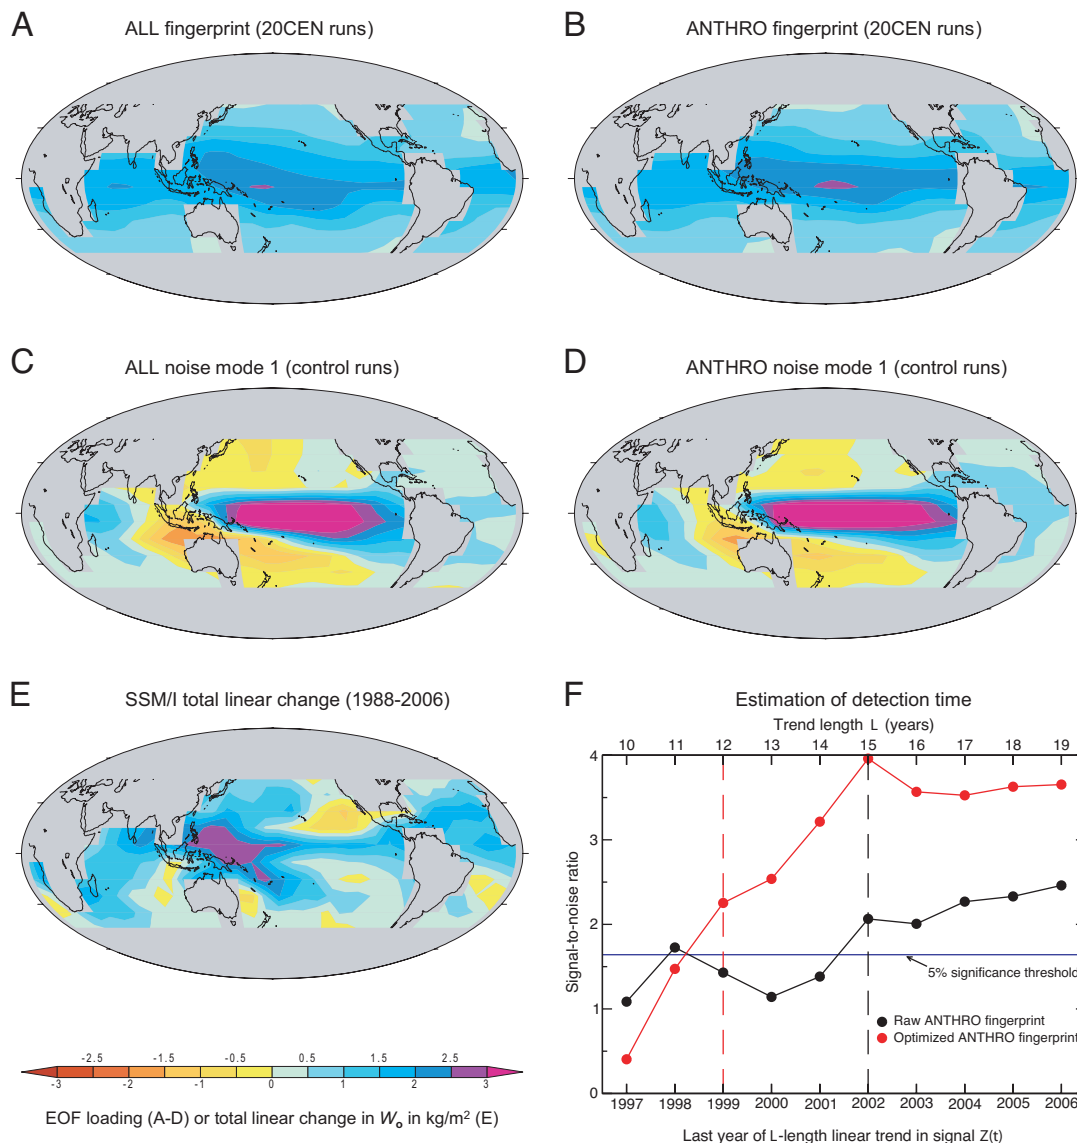 A
ALL fingerprint (20CEN runs)
B
ANTHRO fingerprint (20CEN runs)
C
ALL noise mode 1 (control runs)
D
ANTHRO noise mode 1 (control runs)
E
SSM/I total linear change (1988-2006)
-2.5 -1.5 -0.5 0.5 1.5 2.5
-3 -2 -1 0 1 2 3
EOF loading (A-D) or total linear change in Wo in kg/m² (E)
F
Estimation of detection time
Trend length L (years)
10 11 12 13 14 15 16 17 18 19
Signal-to-noise ratio
4
3
2
1
0
5% significance threshold
Raw ANTHRO fingerprint
Optimized ANTHRO fingerprint
1997 1998 1999 2000 2001 2002 2003 2004 2005 2006
Last year of L-length linear trend in signal Z(t)